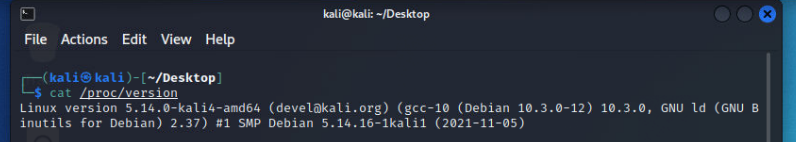 kali@kali: ~/Desktop
File Actions Edit View Help
┌──(kali㉿kali)-[~/Desktop]
└─$ cat /proc/version
Linux version 5.14.0-kali4-amd64 (devel@kali.org) (gcc-10 (Debian 10.3.0-12) 10.3.0, GNU ld (GNU B
inutils for Debian) 2.37) #1 SMP Debian 5.14.16-1kali1 (2021-11-05)